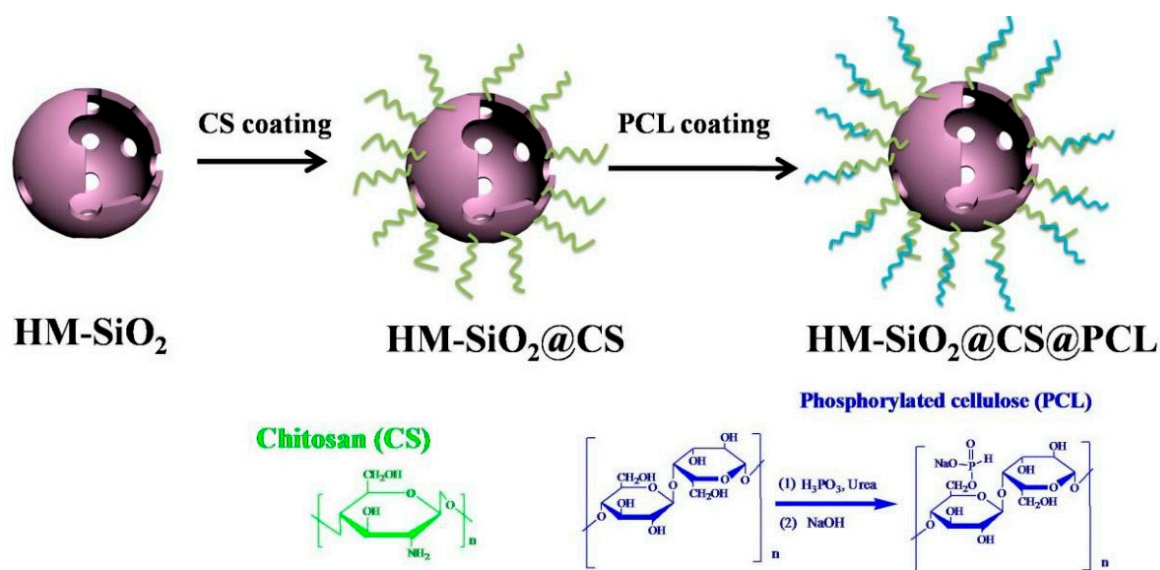 CS coating
PCL coating
HM-SiO₂
HM-SiO₂@CS
HM-SiO₂@CS@PCL
Chitosan (CS)
CH₂OH
O
O
OH
NH₂
n
Phosphorylated cellulose (PCL)
OH
OH
O
CH₂OH
O
O
O
OH
CH₂OH
O
OH
n
(1) H₃PO₃, Urea
(2) NaOH
O
NaO-P-H
O
CH₂
OH
OH
O
O
O
O
OH
CH₂OH
O
OH
n